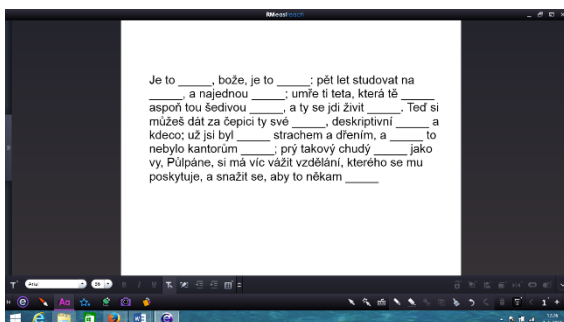 RMeasiteach
Je to _____, bože, je to _____: pět let studovat na
_____, a najednou _____; umře ti teta, která tě _____
aspoň tou šedivou _____, a ty se jdi živit _____. Teď si
můžeš dát za čepici ty své _____, deskriptivní _____ a
kdeco; už jsi byl _____ strachem a dřením, a _____ to
nebylo kantorům _____; prý takový chudý _____ jako
vy, Půlpáne, si má víc vážit vzdělání, kterého se mu
poskytuje, a snažit se, aby to někam _____
Arial